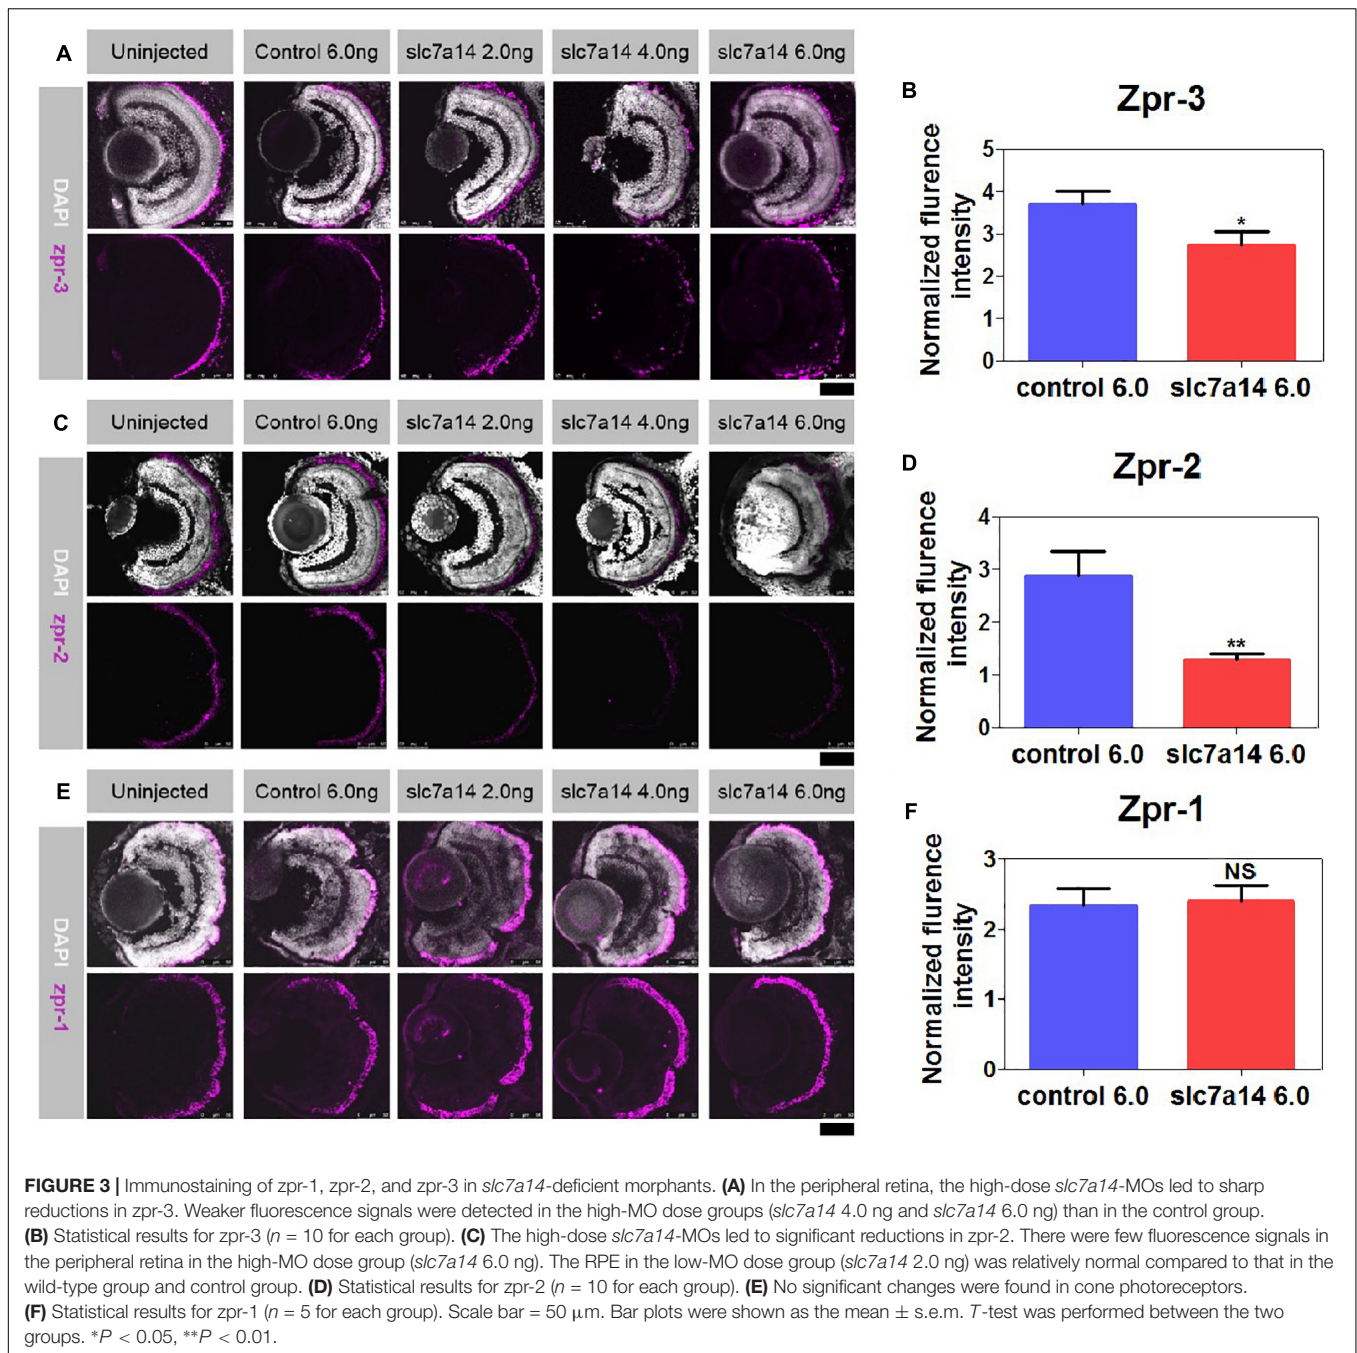 A
Uninjected
Control 6.0ng
slc7a14 2.0ng
slc7a14 4.0ng
slc7a14 6.0ng
DAPI zpr-3
B
Zpr-3
Normalized flurence
intensity
5
4
3
2
1
0
*
control 6.0
slc7a14 6.0
C
Uninjected
Control 6.0ng
slc7a14 2.0ng
slc7a14 4.0ng
slc7a14 6.0ng
DAPI zpr-2
D
Zpr-2
Normalized flurence
intensity
4
3
2
1
0
**
control 6.0
slc7a14 6.0
E
Uninjected
Control 6.0ng
slc7a14 2.0ng
slc7a14 4.0ng
slc7a14 6.0ng
DAPI zpr-1
F
Zpr-1
Normalized flurence
intensity
3
2
1
0
NS
control 6.0
slc7a14 6.0
FIGURE 3 | Immunostaining of zpr-1, zpr-2, and zpr-3 in slc7a14-deficient morphants. (A) In the peripheral retina, the high-dose slc7a14-MOs led to sharp
reductions in zpr-3. Weaker fluorescence signals were detected in the high-MO dose groups (slc7a14 4.0 ng and slc7a14 6.0 ng) than in the control group.
(B) Statistical results for zpr-3 (n = 10 for each group). (C) The high-dose slc7a14-MOs led to significant reductions in zpr-2. There were few fluorescence signals in
the peripheral retina in the high-MO dose group (slc7a14 6.0 ng). The RPE in the low-MO dose group (slc7a14 2.0 ng) was relatively normal compared to that in the
wild-type group and control group. (D) Statistical results for zpr-2 (n = 10 for each group). (E) No significant changes were found in cone photoreceptors.
(F) Statistical results for zpr-1 (n = 5 for each group). Scale bar = 50 μm. Bar plots were shown as the mean ± s.e.m. T-test was performed between the two
groups. *P < 0.05, **P < 0.01.